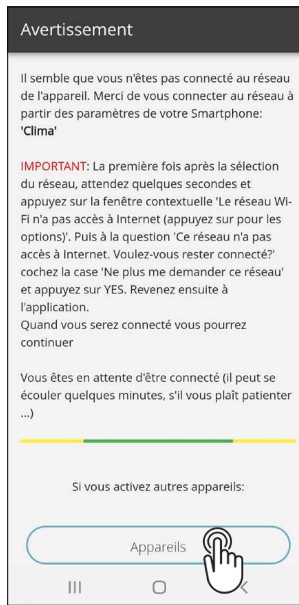 Avertissement
Il semble que vous n'êtes pas connecté au réseau
de l'appareil. Merci de vous connecter au réseau à
partir des paramètres de votre Smartphone:
'Clima'
IMPORTANT: La première fois après la sélection
du réseau, attendez quelques secondes et
appuyez sur la fenêtre contextuelle 'Le réseau Wi-
Fi n'a pas accès à Internet (appuyez sur pour les
options)'. Puis à la question 'Ce réseau n'a pas
accès à Internet. Voulez-vous rester connecté?'
cochez la case 'Ne plus me demander ce réseau'
et appuyez sur YES. Revenez ensuite à
l'application.
Quand vous serez connecté vous pourrez
continuer
Vous êtes en attente d'être connecté (il peut se
écouler quelques minutes, s'il vous plaît patienter
...)
Si vous activez autres appareils:
Appareils